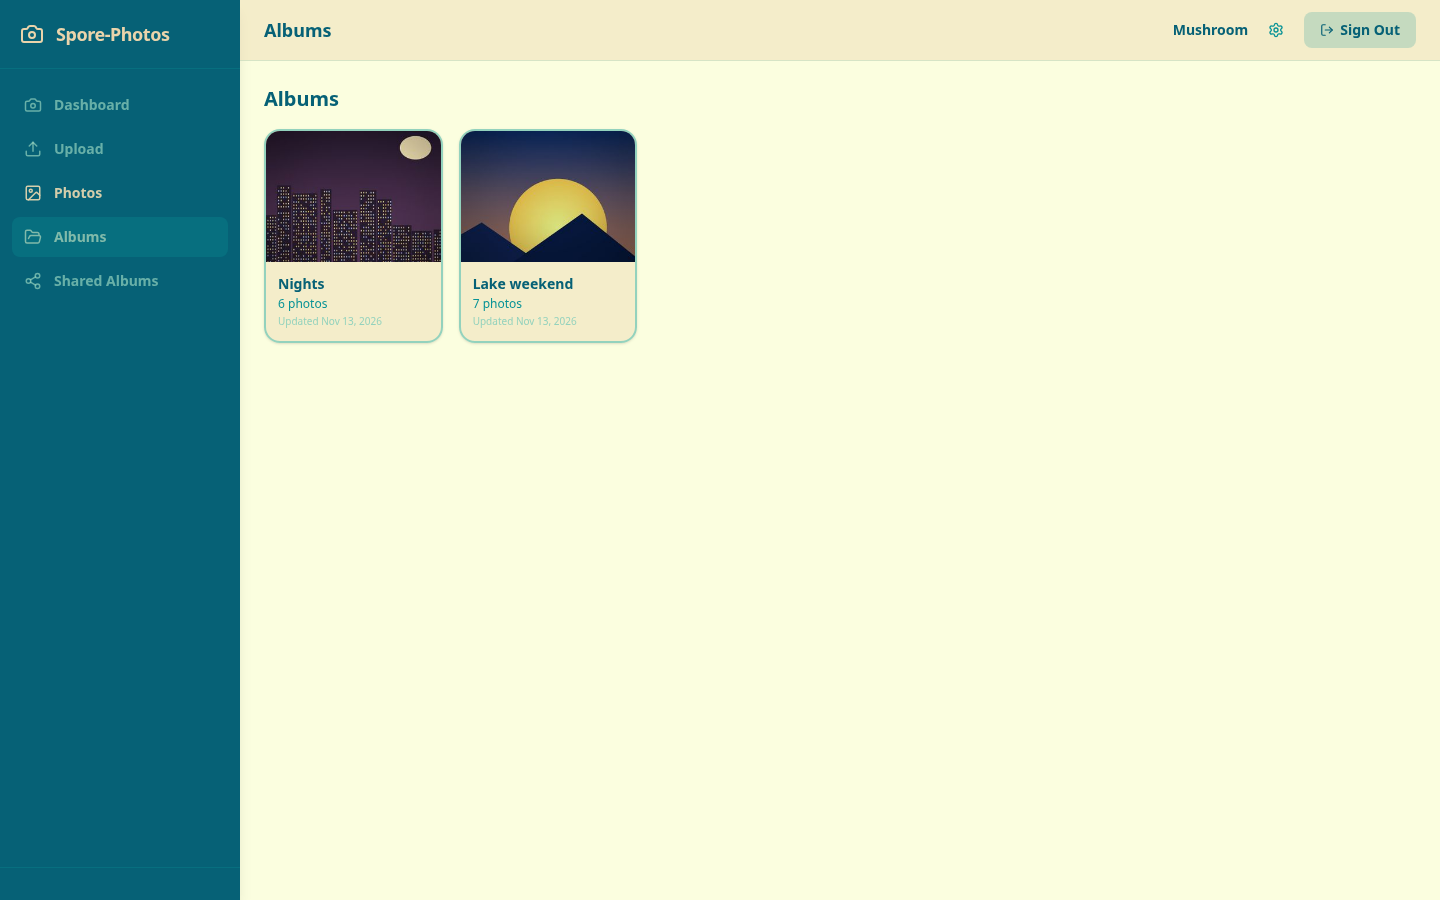 Spore-Photos
Dashboard
Upload
Photos
Albums
Shared Albums
Albums
Mushroom
Sign Out
Albums
Nights
6 photos
Updated Nov 13, 2026
Lake weekend
7 photos
Updated Nov 13, 2026